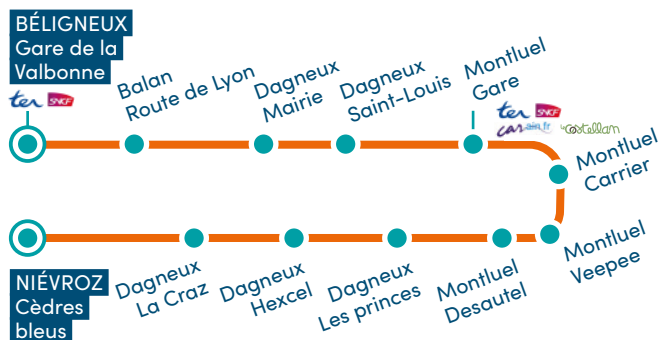 BÉLIGNEUX
Gare de la
Valbonne
ter SNCF
Balan
Route de Lyon
Dagneux
Mairie
Dagneux
Saint-Louis
Montluel
Gare
ter SNCF
Montluel
Carrier
Montluel
Veepee
Montluel
Desautel
Dagneux
Les princes
Dagneux
Hexcel
Dagneux
La Craz
NIÉVROZ
Cèdres
bleus